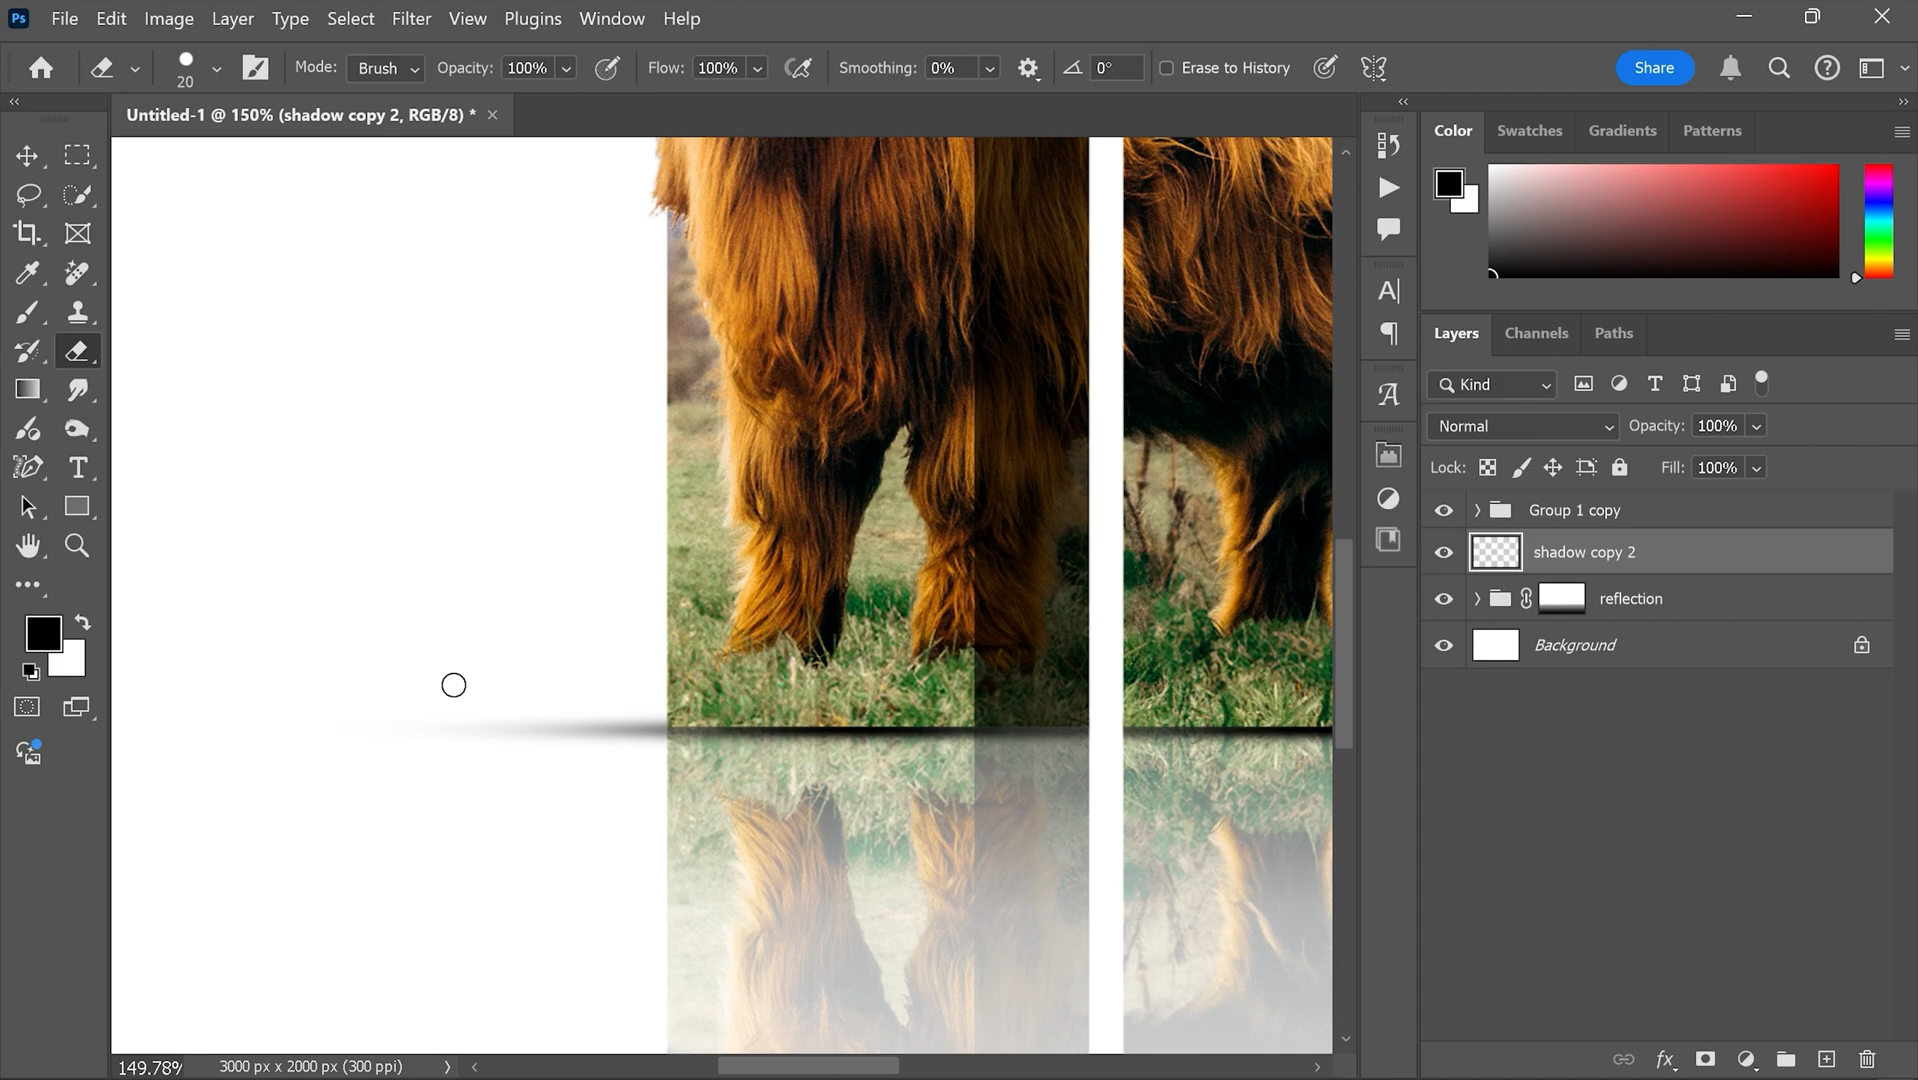 Ps File Edit Image Layer Type Select Filter View Plugins Window Help
20 Mode: Brush Opacity: 100% Flow: 100% Smoothing: 0% 0° Erase to History Share
Untitled-1 @ 150% (shadow copy 2, RGB/8) *
Color Swatches Gradients Patterns
Layers Channels Paths
Kind
Normal Opacity: 100%
Lock: Fill: 100%
Group 1 copy
shadow copy 2
reflection
Background
149.78% 3000 px x 2000 px (300 ppi)